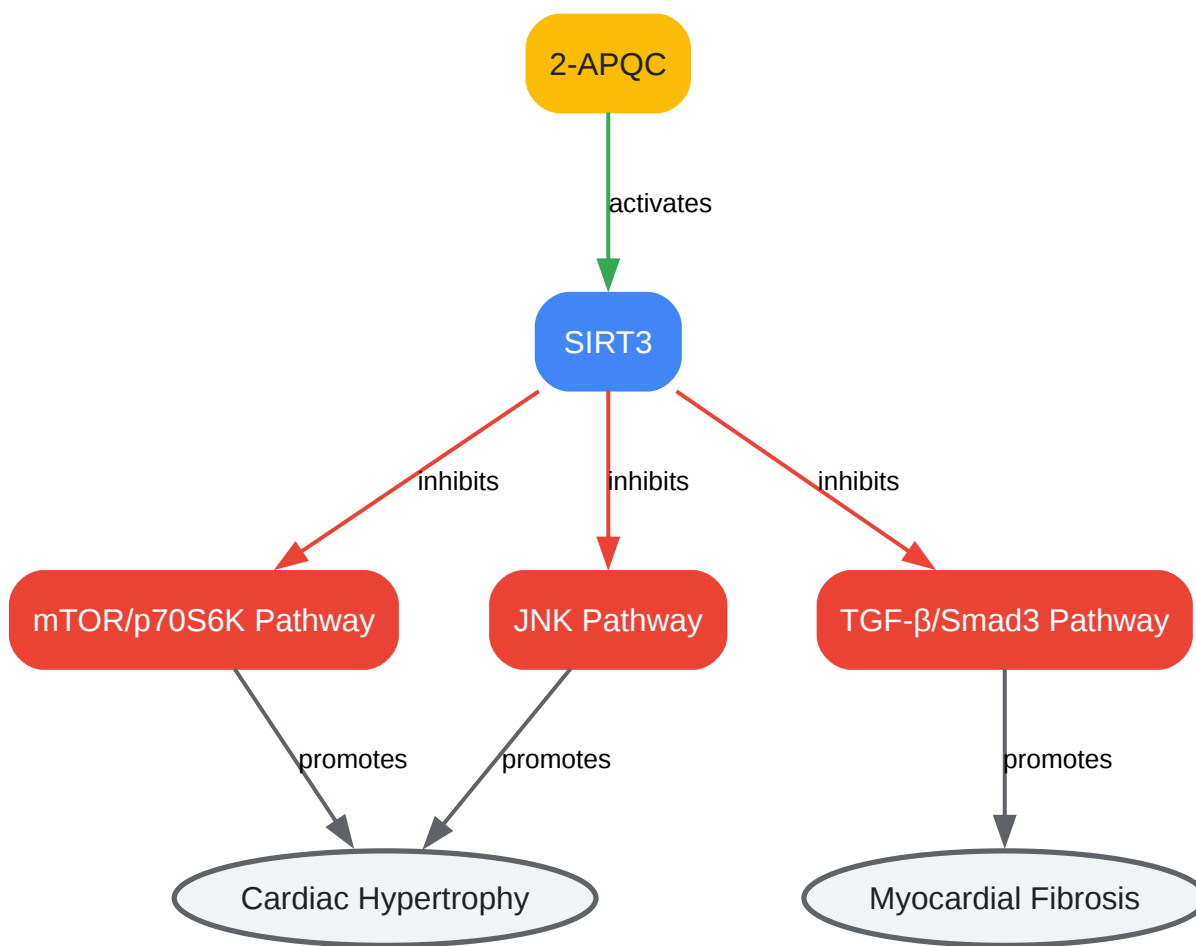 2-APQC
activates
SIRT3
inhibits
inhibits
inhibits
mTOR/p70S6K Pathway
JNK Pathway
TGF-β/Smad3 Pathway
promotes
promotes
promotes
Cardiac Hypertrophy
Myocardial Fibrosis